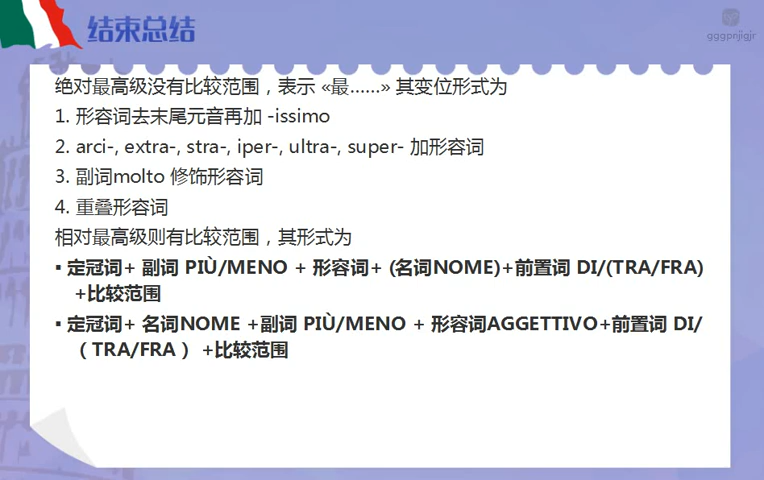 结束总结
gggpnjigjr
绝对最高级没有比较范围，表示 «最……» 其变位形式为
1. 形容词去末尾元音再加 -issimo
2. arci-, extra-, stra-, iper-, ultra-, super- 加形容词
3. 副词molto 修饰形容词
4. 重叠形容词
相对最高级则有比较范围，其形式为
▪ 定冠词+ 副词 PIÙ/MENO + 形容词+ (名词NOME)+前置词 DI/(TRA/FRA)
+比较范围
▪ 定冠词+ 名词NOME +副词 PIÙ/MENO + 形容词AGGETTIVO+前置词 DI/
（TRA/FRA） +比较范围